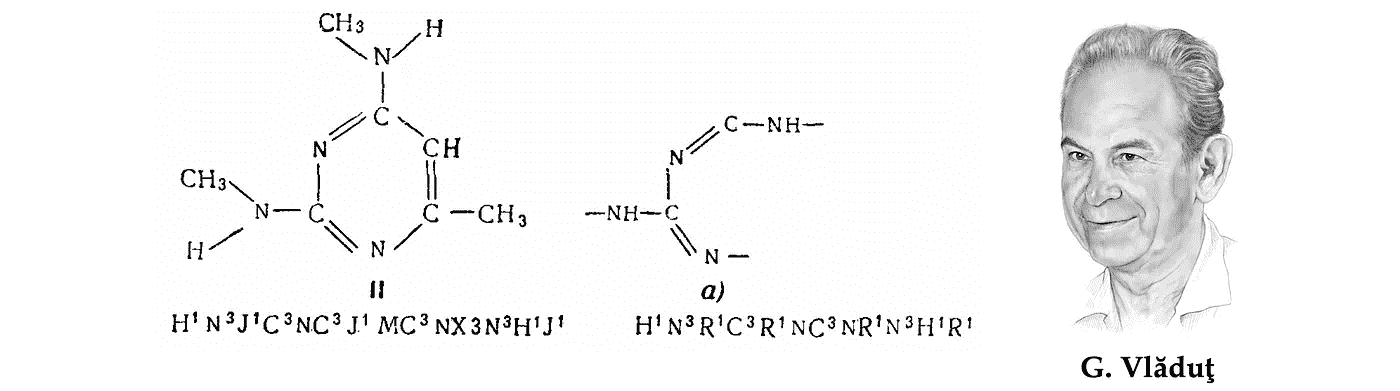 CH₃ H
N
C
N CH
CH₃
N C C CH₃
H N
II
H¹N³J¹C³NC³J¹MC³NX3N³H¹J¹
C NH
N
NH C
N
a)
H¹N³R¹C³R¹NC³NR¹N³H¹R¹
G. Vlăduţ